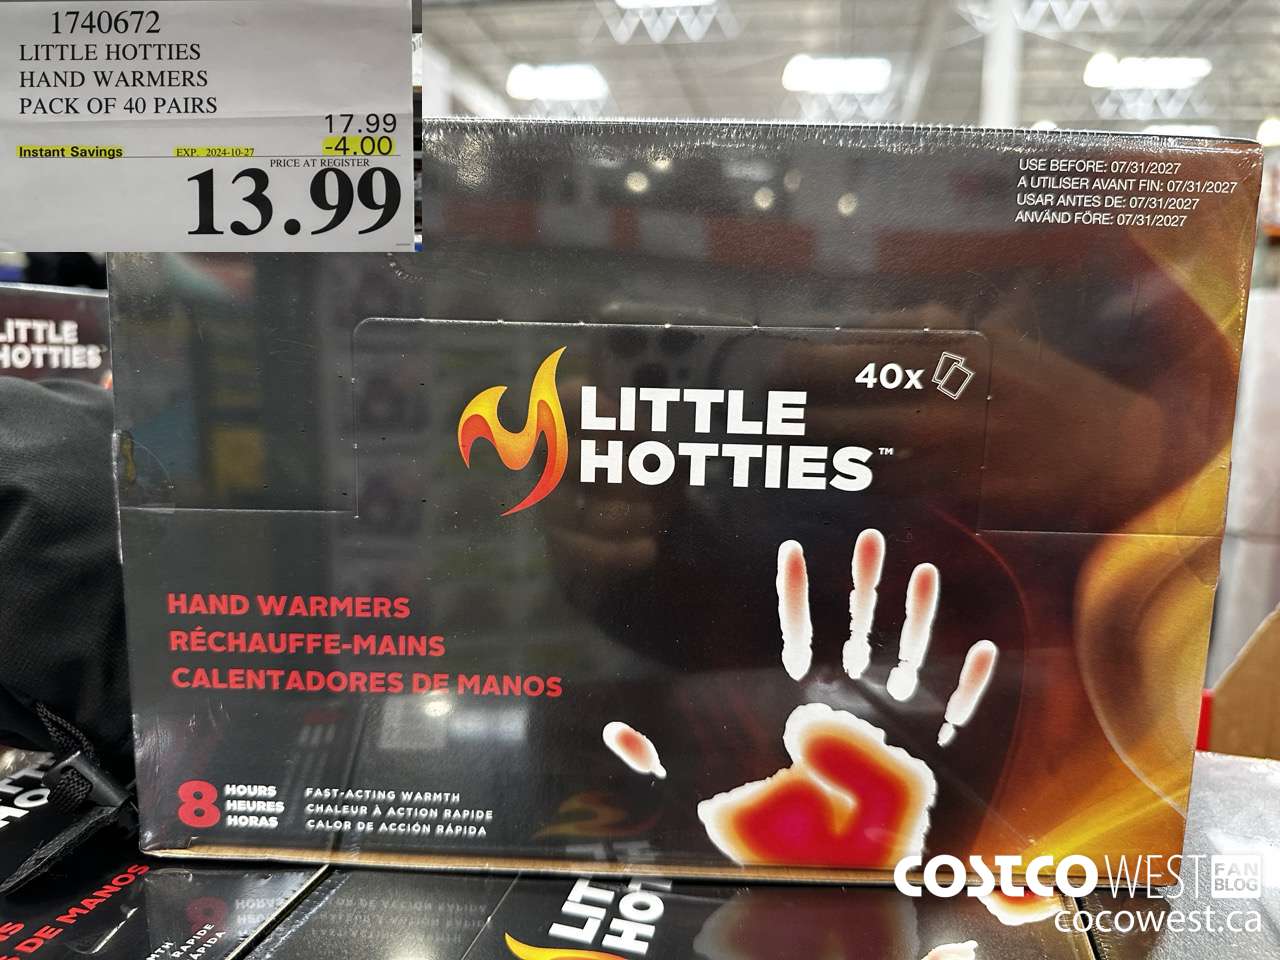 1740672
LITTLE HOTTIES
HAND WARMERS
PACK OF 40 PAIRS
17.99
Instant Savings EXP. 2024-10-27 -4.00
PRICE AT REGISTER
13.99
USE BEFORE: 07/31/2027
A UTILISER AVANT FIN: 07/31/2027
USAR ANTES DE: 07/31/2027
ANVÄND FÖRE: 07/31/2027
LITTLE
HOTTIES
40x
LITTLE
HOTTIES™
HAND WARMERS
RÉCHAUFFE-MAINS
CALENTADORES DE MANOS
8 HOURS
HEURES
HORAS
FAST-ACTING WARMTH
CHALEUR À ACTION RAPIDE
CALOR DE ACCIÓN RÁPIDA
COSTCO WEST FAN BLOG
cocowest.ca
DE MANOS
LIT
HO